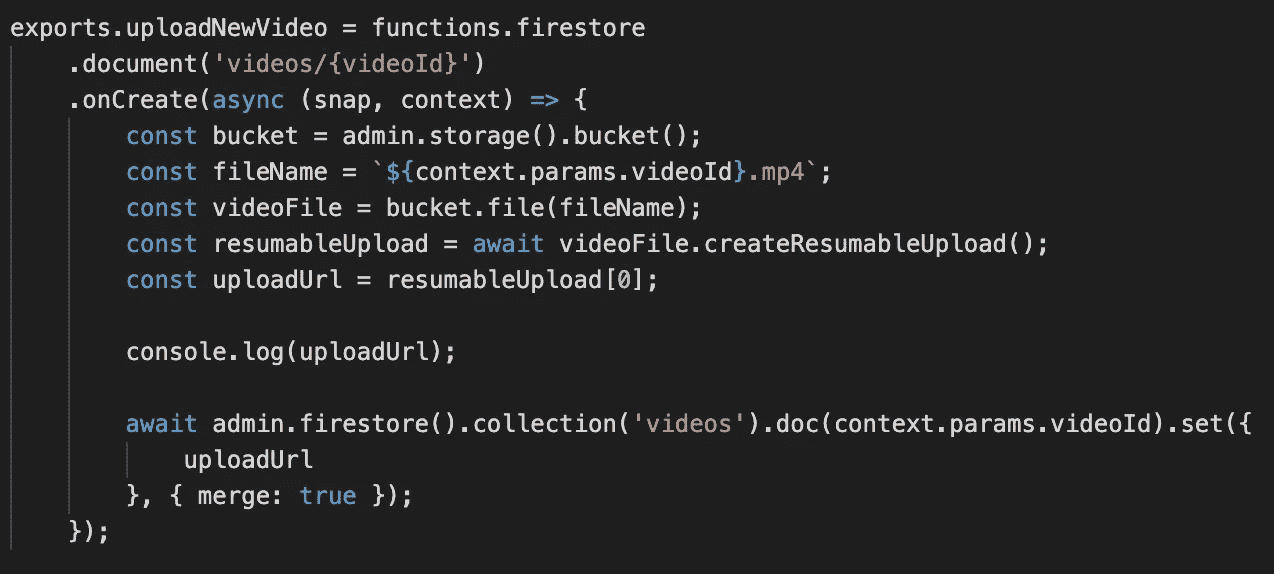 exports.uploadNewVideo = functions.firestore
    .document('videos/{videoId}')
    .onCreate(async (snap, context) => {
        const bucket = admin.storage().bucket();
        const fileName = `${context.params.videoId}.mp4`;
        const videoFile = bucket.file(fileName);
        const resumableUpload = await videoFile.createResumableUpload();
        const uploadUrl = resumableUpload[0];

        console.log(uploadUrl);

        await admin.firestore().collection('videos').doc(context.params.videoId).set({
            uploadUrl
        }, { merge: true });
    });